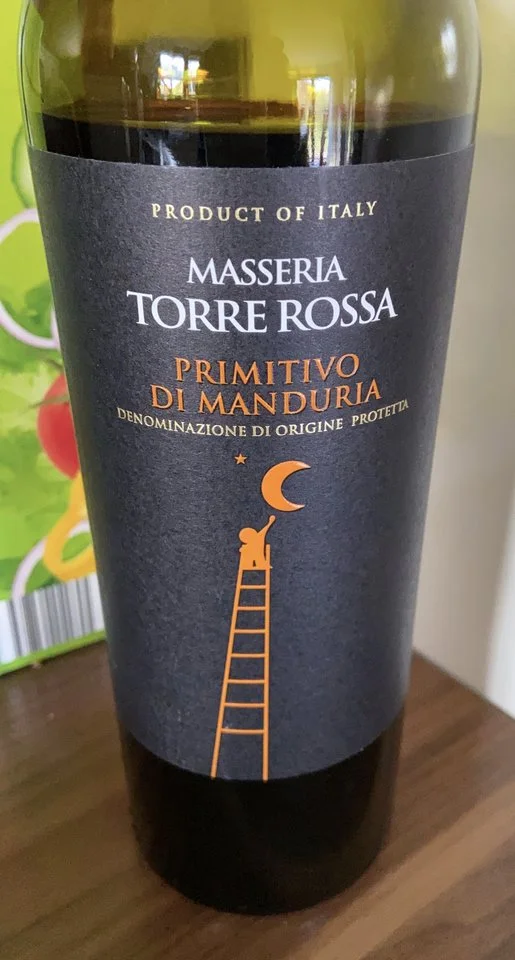 PRODUCT OF ITALY
MASSERIA
TORRE ROSSA
PRIMITIVO
DI MANDURIA
DENOMINAZIONE DI ORIGINE PROTETTA